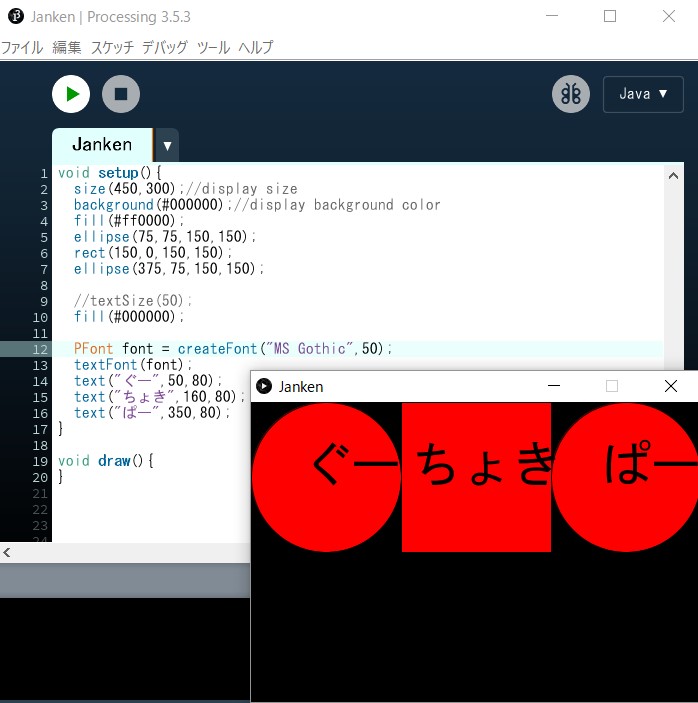 Janken | Processing 3.5.3
ファイル 編集 スケッチ デバッグ ツール ヘルプ
Java ▼
Janken ▼
1 void setup(){
2 size(450,300);//display size
3 background(#000000);//display background color
4 fill(#ff0000);
5 ellipse(75,75,150,150);
6 rect(150,0,150,150);
7 ellipse(375,75,150,150);
8
9 //textSize(50);
10 fill(#000000);
11
12 PFont font = createFont("MS Gothic",50);
13 textFont(font);
14 text("ぐー",50,80);
15 text("ちょき",160,80);
16 text("ぱー",350,80);
17 }
18
19 void draw(){
20 }
21
22
23
24
Janken
ぐー ちょき ぱー